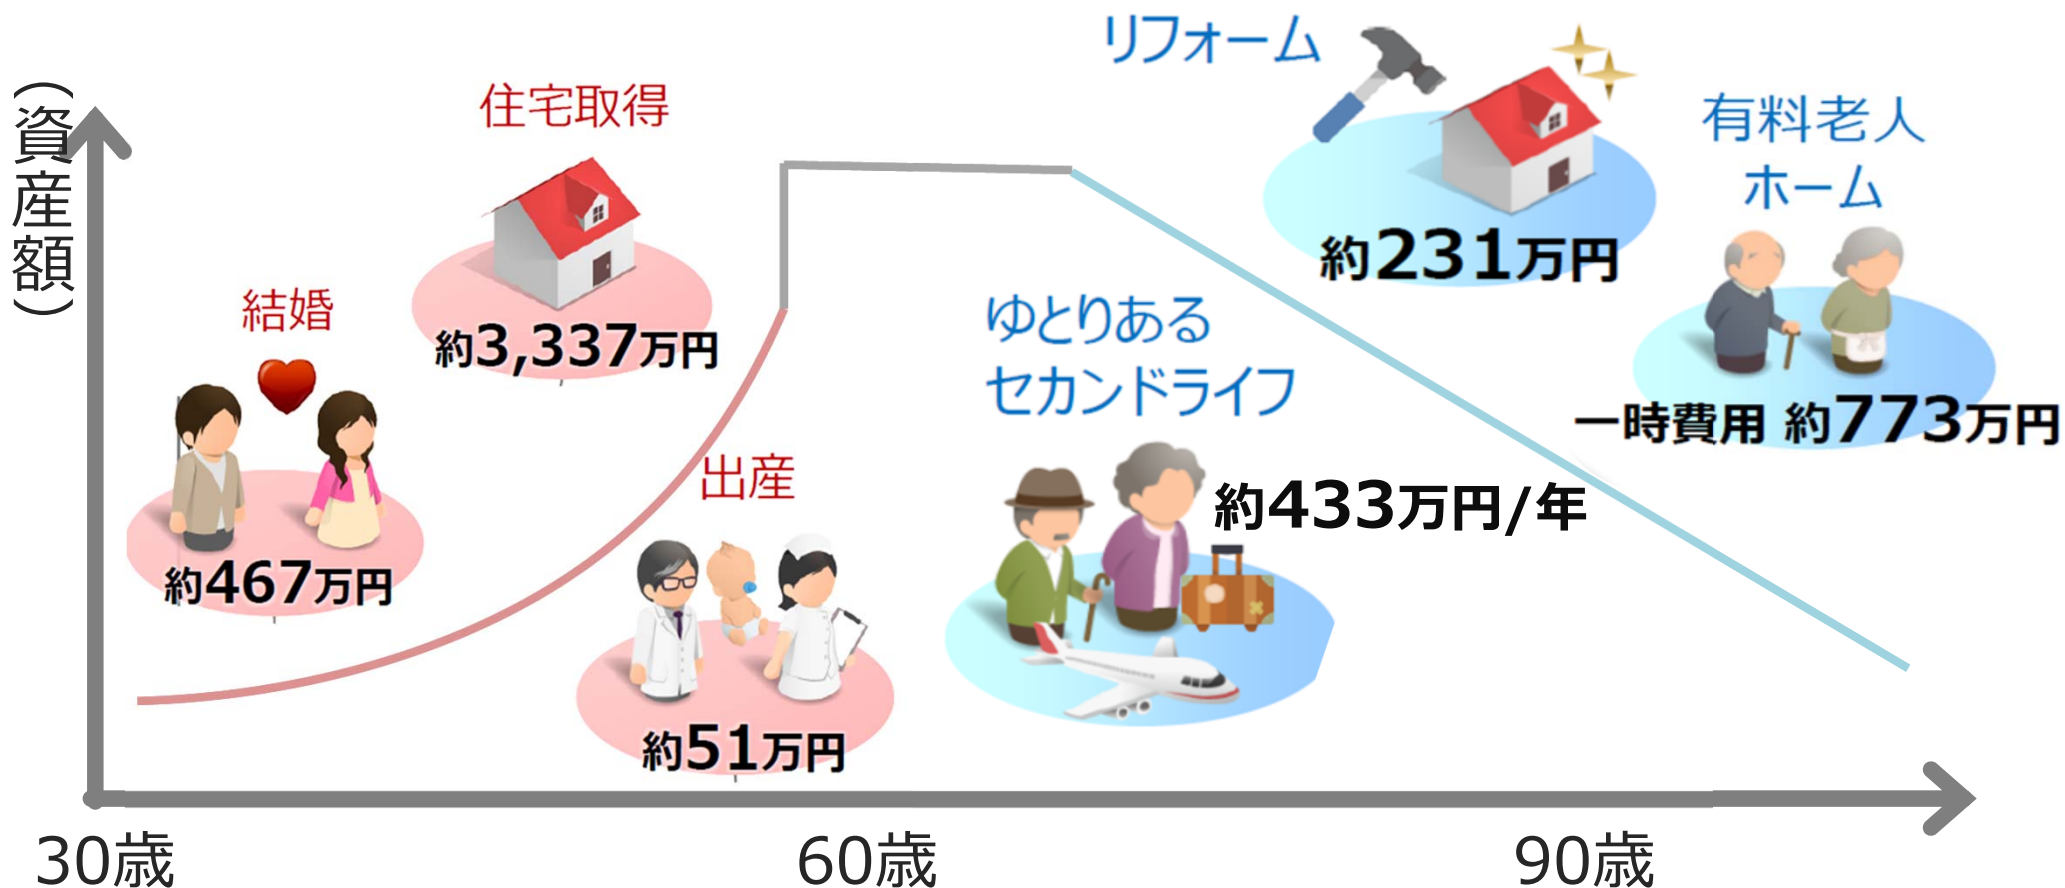 (資産額)
住宅取得
約3,337万円
結婚
約467万円
出産
約51万円
リフォーム
約231万円
有料老人
ホーム
一時費用 約773万円
ゆとりある
セカンドライフ
約433万円/年
30歳
60歳
90歳